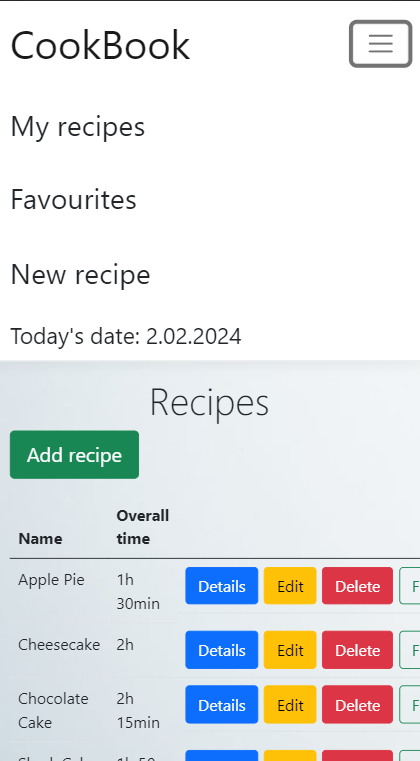 CookBook
My recipes
Favourites
New recipe
Today's date: 2.02.2024
Recipes
Add recipe
Name Overall time
Apple Pie 1h 30min Details Edit Delete
Cheesecake 2h Details Edit Delete
Chocolate Cake 2h 15min Details Edit Delete